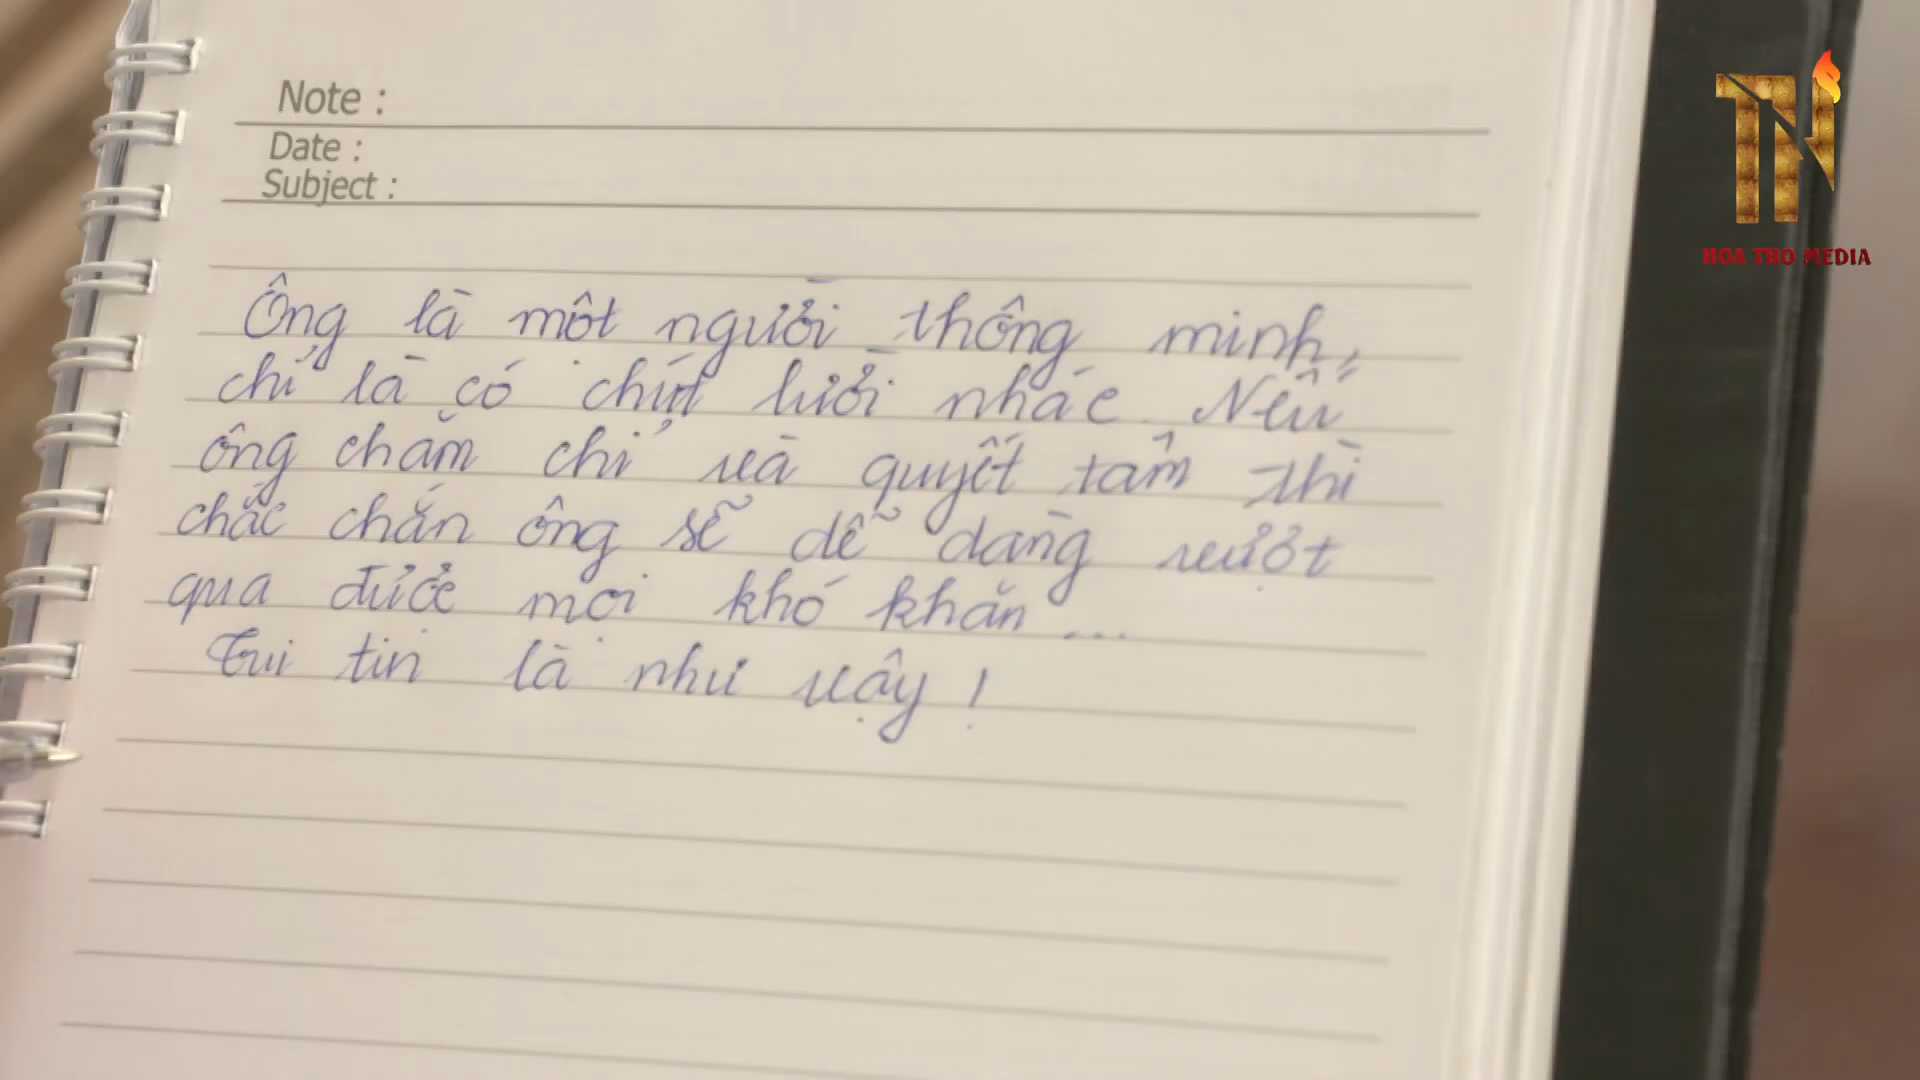 Note :
Date :
Subject :
Ông là một người thông minh,
chỉ là có chút lười nhác. Nếu
ông chăm chỉ và quyết tâm thì
chắc chắn ông sẽ dễ dàng vượt
qua được mọi khó khăn...
Tui tin là như vậy !
TN
HOA THO MEDIA